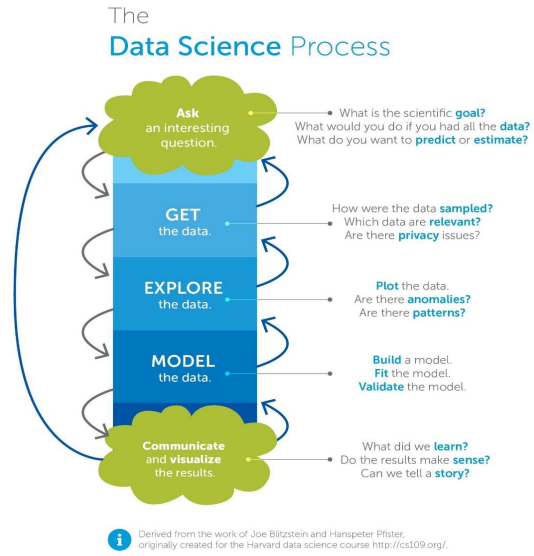 The
Data Science Process
Ask
an interesting
question.
What is the scientific goal?
What would you do if you had all the data?
What do you want to predict or estimate?
GET
the data.
How were the data sampled?
Which data are relevant?
Are there privacy issues?
EXPLORE
the data.
Plot the data.
Are there anomalies?
Are there patterns?
MODEL
the data.
Build a model.
Fit the model.
Validate the model.
Communicate
and visualize
the results.
What did we learn?
Do the results make sense?
Can we tell a story?
i
Derived from the work of Joe Blitzstein and Hanspeter Pfister,
originally created for the Harvard data science course http://cs109.org/.